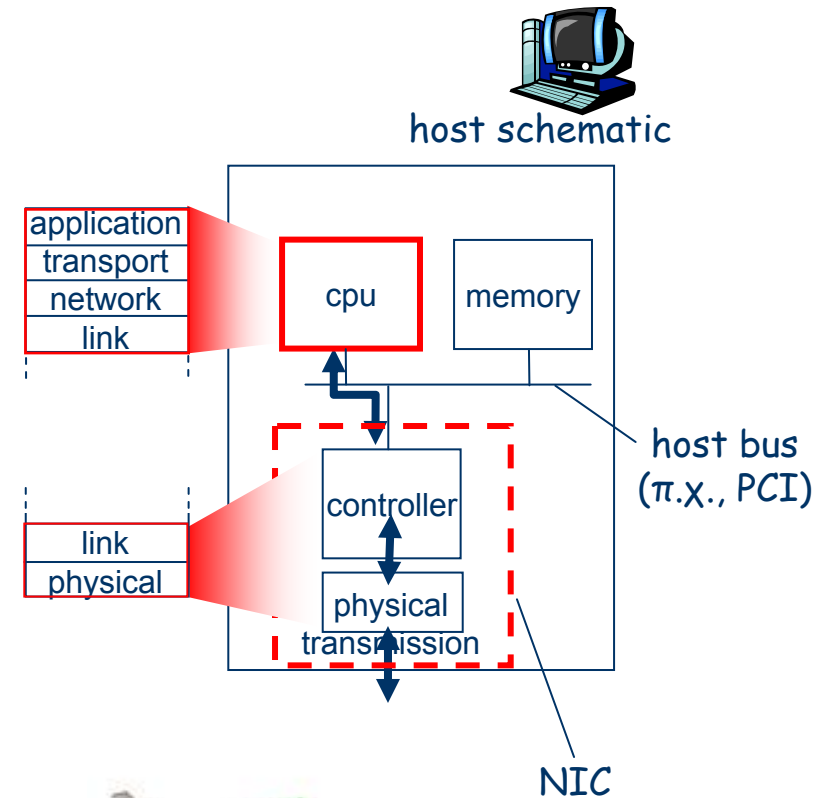 host schematic
application
transport
network
link
cpu
memory
host bus
(π.χ., PCI)
controller
link
physical
physical
transmission
NIC